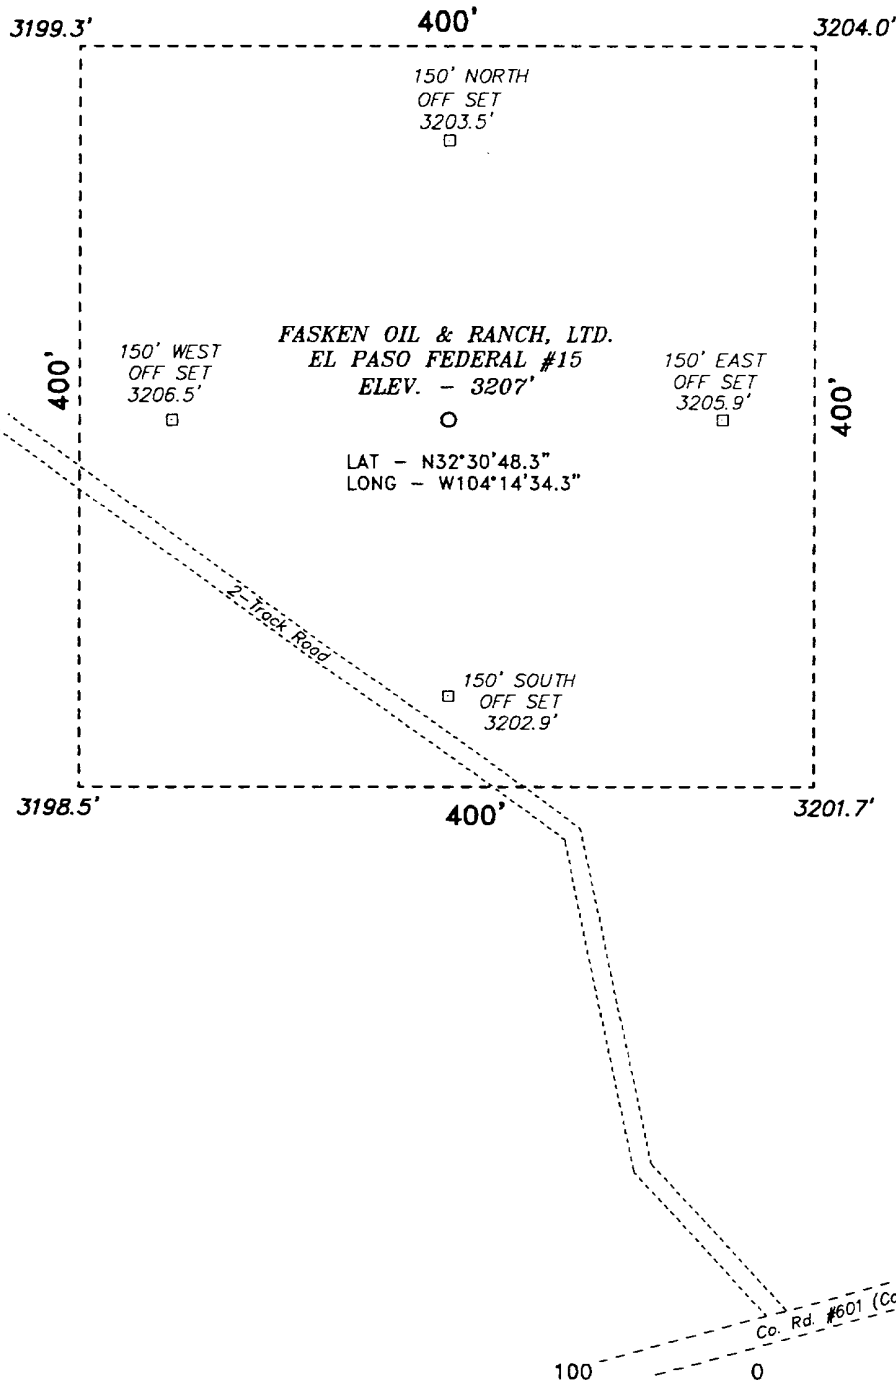 3199.3' 400' 3204.0'
150' NORTH
OFF SET
3203.5'
FASKEN OIL & RANCH, LTD.
EL PASO FEDERAL #15
ELEV. - 3207'
150' WEST
OFF SET
3206.5'
150' EAST
OFF SET
3205.9'
400'
400'
LAT - N32°30'48.3"
LONG - W104°14'34.3"
2-Track Road
150' SOUTH
OFF SET
3202.9'
3198.5' 400' 3201.7'
Co. Rd. #601 (Co
100 0